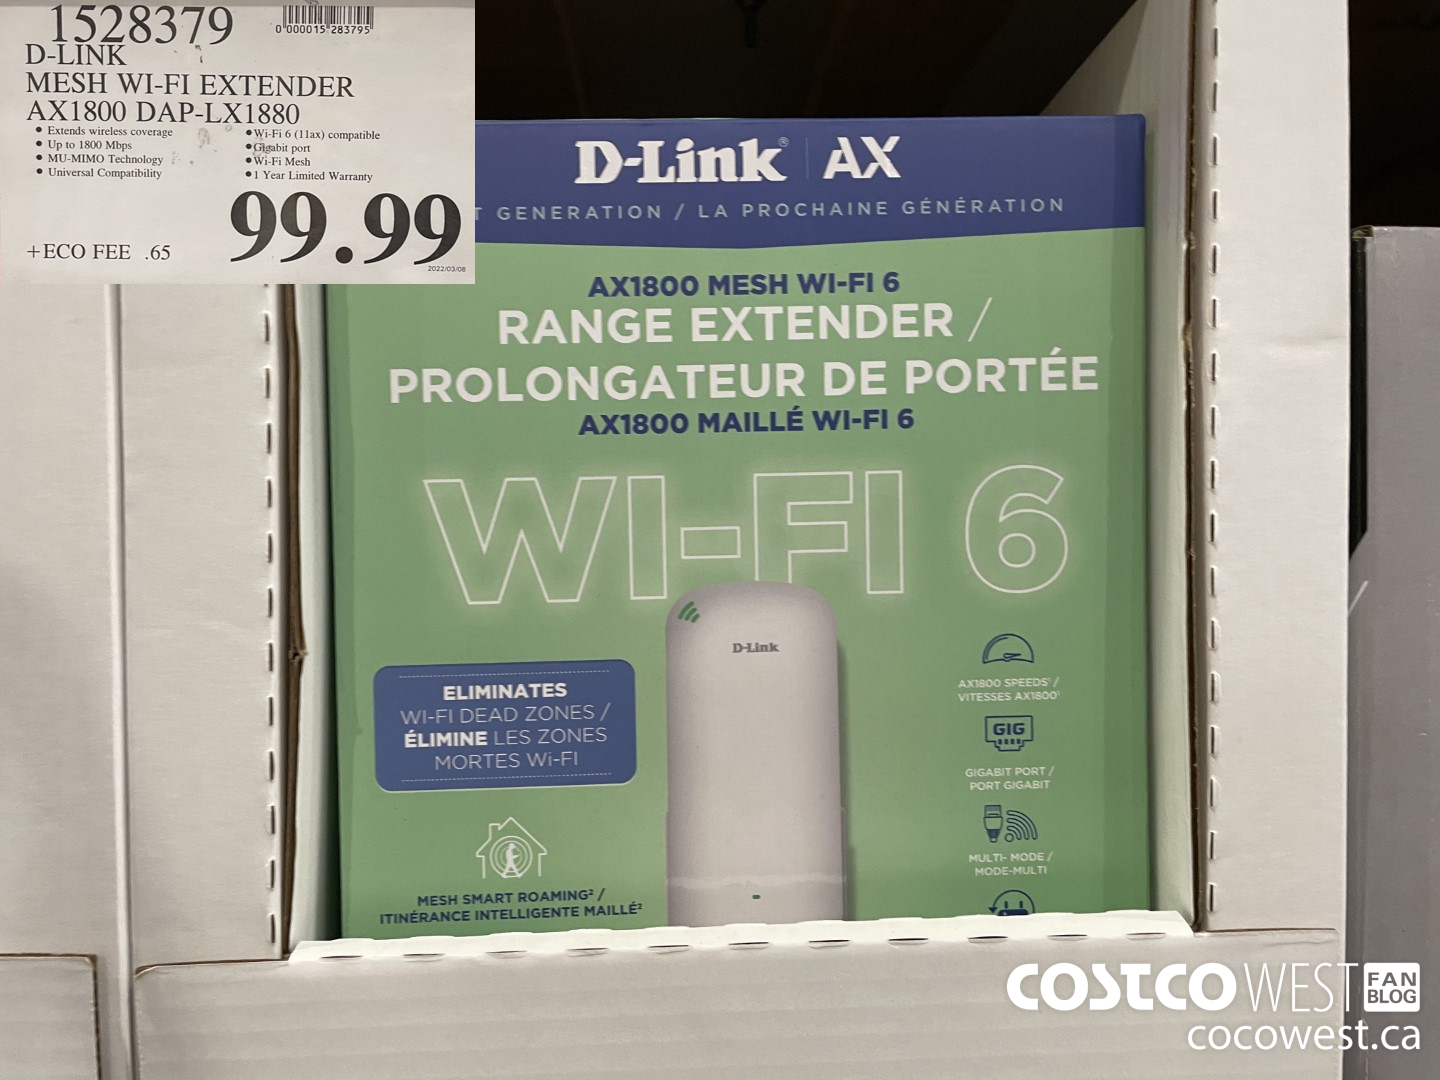 1528379
0 000015 283795
D-LINK
MESH WI-FI EXTENDER
AX1800 DAP-LX1880
• Extends wireless coverage
• Up to 1800 Mbps
• MU-MIMO Technology
• Universal Compatibility
• Wi-Fi 6 (11ax) compatible
• Gigabit port
• Wi-Fi Mesh
• 1 Year Limited Warranty
+ECO FEE .65
99.99
2022/03/08
D-Link® | AX
T GENERATION / LA PROCHAINE GÉNÉRATION
AX1800 MESH WI-FI 6
RANGE EXTENDER /
PROLONGATEUR DE PORTÉE
AX1800 MAILLÉ WI-FI 6
WI-FI 6
D-Link
ELIMINATES
WI-FI DEAD ZONES /
ÉLIMINE LES ZONES
MORTES Wi-FI
MESH SMART ROAMING² /
ITINÉRANCE INTELLIGENTE MAILLÉ²
AX1800 SPEEDS¹ /
VITESSES AX1800¹
GIG
GIGABIT PORT /
PORT GIGABIT
MULTI- MODE /
MODE-MULTI
COSTCO WEST FAN BLOG
cocowest.ca